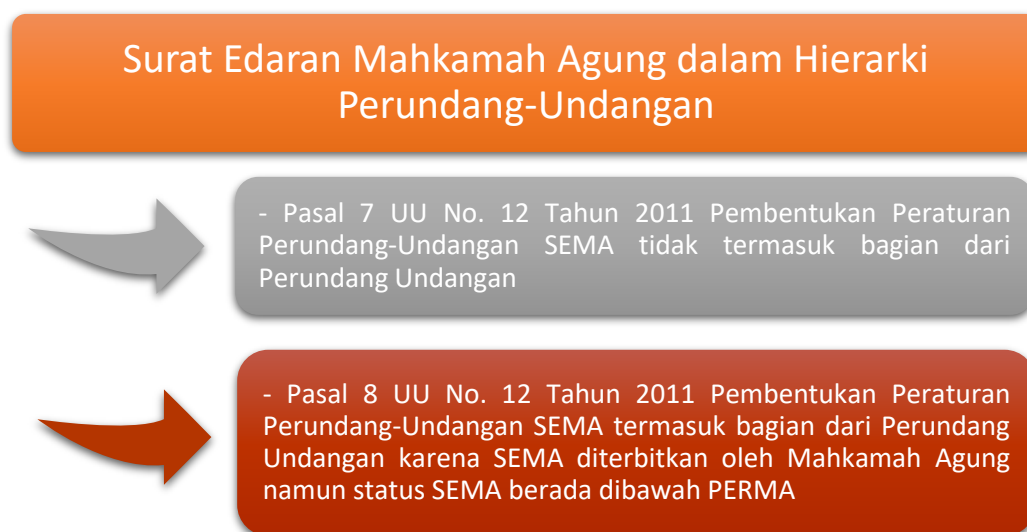 Surat Edaran Mahkamah Agung dalam Hierarki
Perundang-Undangan
- Pasal 7 UU No. 12 Tahun 2011 Pembentukan Peraturan
Perundang-Undangan SEMA tidak termasuk bagian dari
Perundang Undangan
- Pasal 8 UU No. 12 Tahun 2011 Pembentukan Peraturan
Perundang-Undangan SEMA termasuk bagian dari Perundang
Undangan karena SEMA diterbitkan oleh Mahkamah Agung
namun status SEMA berada dibawah PERMA